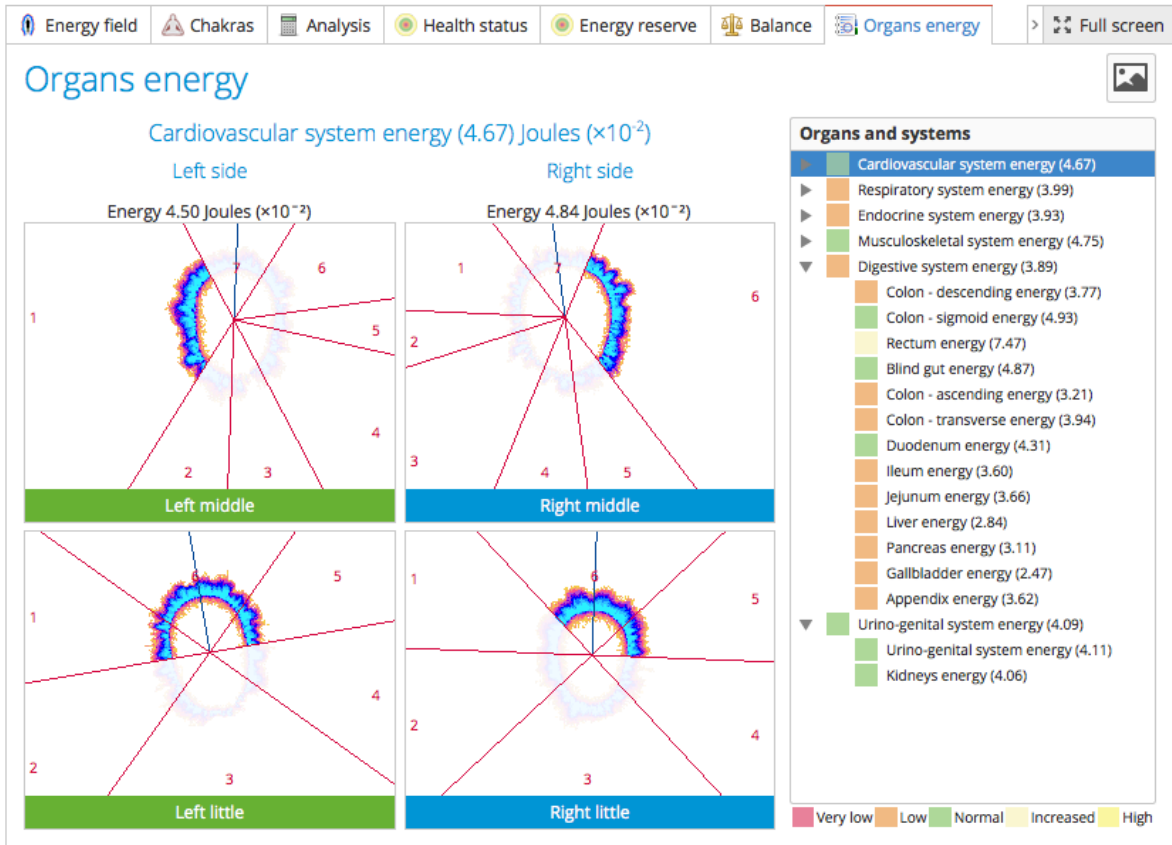 Energy field
Chakras
Analysis
Health status
Energy reserve
Balance
Organs energy
>
Full screen
Organs energy
Cardiovascular system energy (4.67) Joules (×10⁻²)
Left side
Right side
Energy 4.50 Joules (×10⁻²)
Energy 4.84 Joules (×10⁻²)
7
6
1
5
4
2
3
Left middle
7
1
6
2
3
4
5
Right middle
6
5
1
4
2
3
Left little
6
1
5
2
4
3
Right little
Organs and systems
Cardiovascular system energy (4.67)
Respiratory system energy (3.99)
Endocrine system energy (3.93)
Musculoskeletal system energy (4.75)
Digestive system energy (3.89)
Colon - descending energy (3.77)
Colon - sigmoid energy (4.93)
Rectum energy (7.47)
Blind gut energy (4.87)
Colon - ascending energy (3.21)
Colon - transverse energy (3.94)
Duodenum energy (4.31)
Ileum energy (3.60)
Jejunum energy (3.66)
Liver energy (2.84)
Pancreas energy (3.11)
Gallbladder energy (2.47)
Appendix energy (3.62)
Urino-genital system energy (4.09)
Urino-genital system energy (4.11)
Kidneys energy (4.06)
Very low
Low
Normal
Increased
High